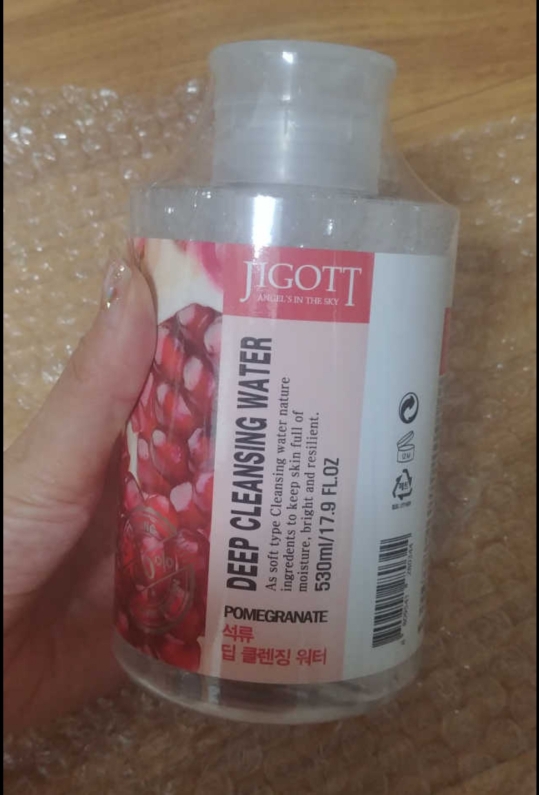 JIGOTT
ANGEL'S IN THE SKY
DEEP CLEANSING WATER
As soft type Cleansing water nature
ingredents to keep skin full of
moisture, bright and resilient.
530ml/17.9 FL.OZ
POMEGRANATE
석류
딥 클렌징 워터